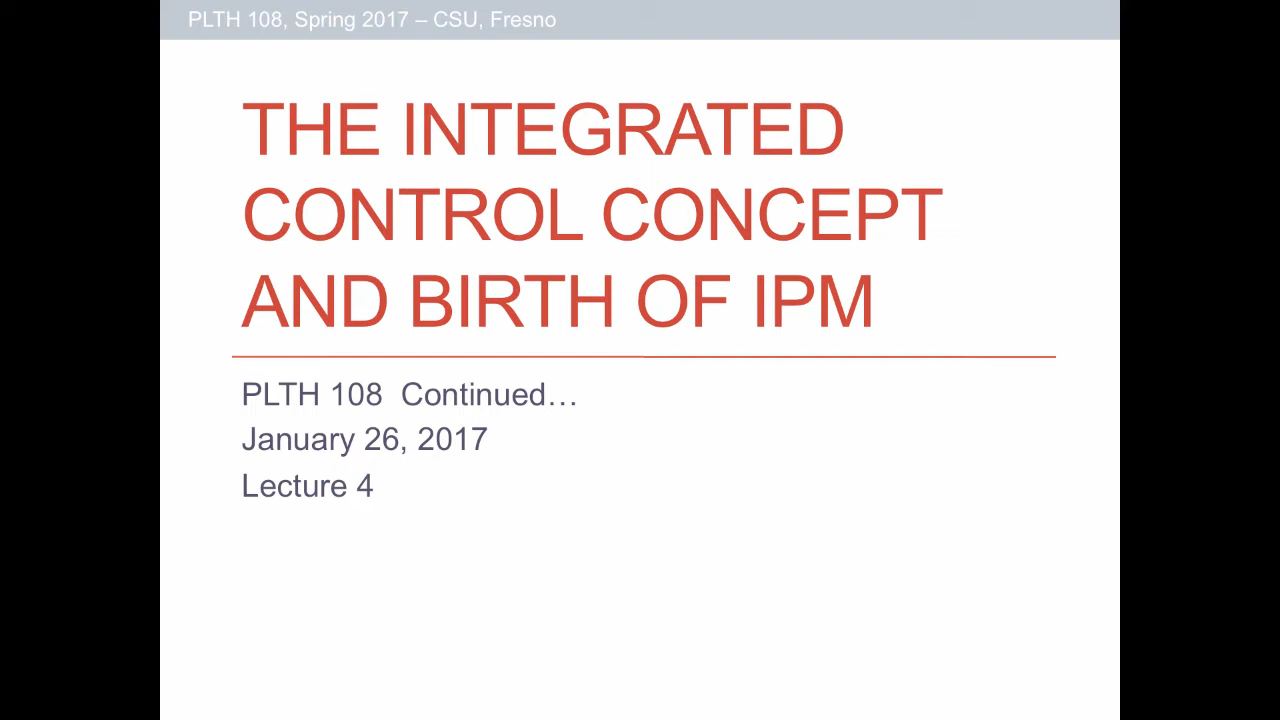 PLTH 108, Spring 2017 – CSU, Fresno
THE INTEGRATED
CONTROL CONCEPT
AND BIRTH OF IPM
PLTH 108 Continued…
January 26, 2017
Lecture 4